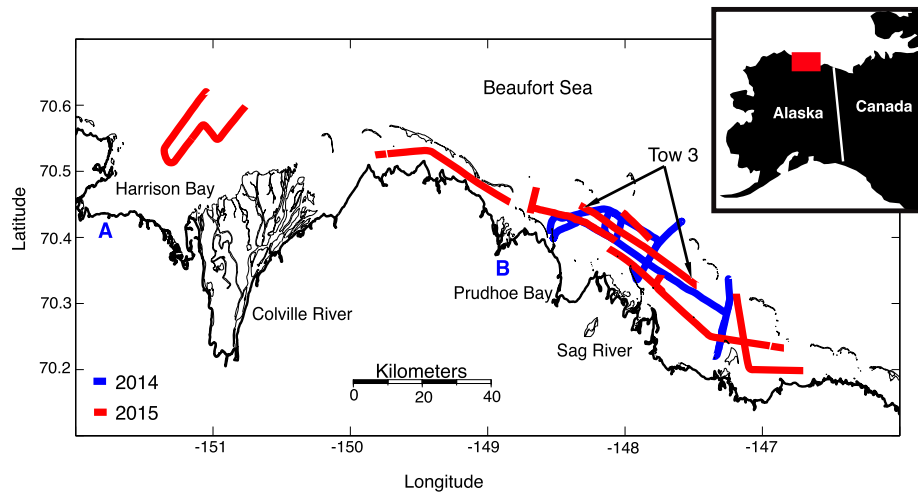 Beaufort Sea
Alaska
Canada
70.6
70.5
70.4
70.3
70.2
Latitude
Harrison Bay
Tow 3
A
B
Prudhoe Bay
Colville River
Sag River
2014
2015
Kilometers
0 20 40
-151 -150 -149 -148 -147
Longitude